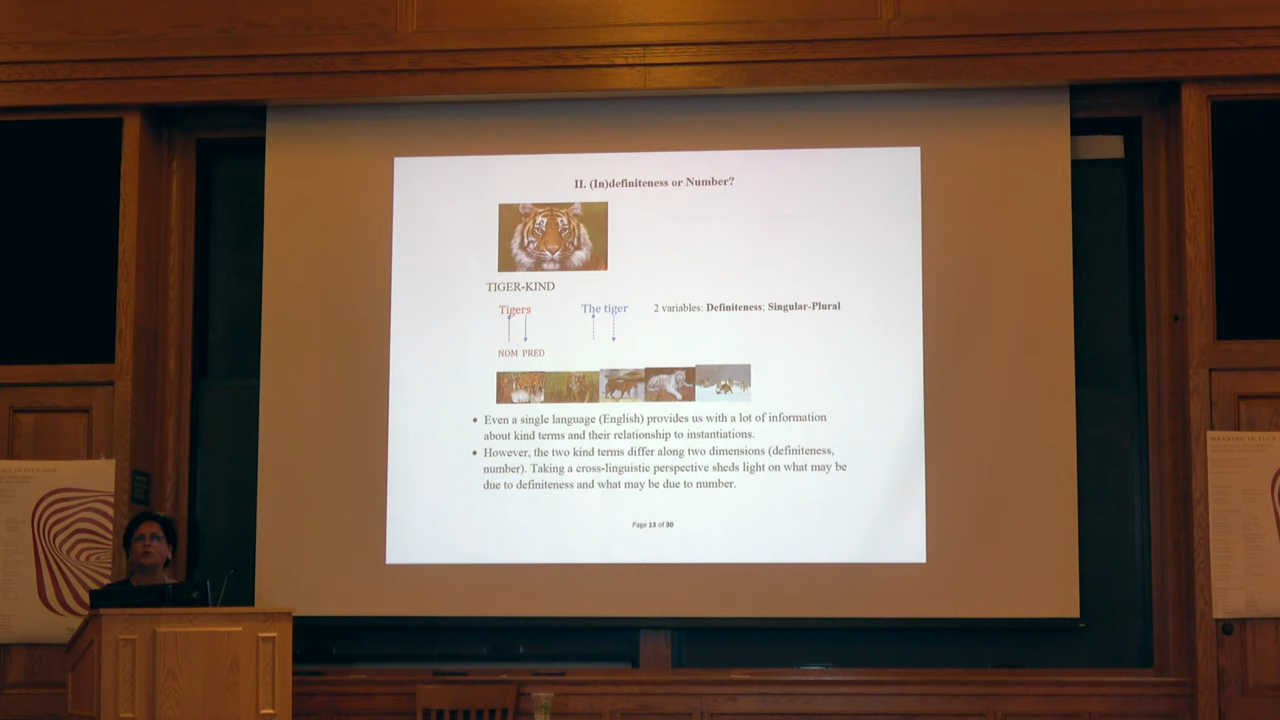 II. (In)definiteness or Number?
TIGER-KIND
Tigers The tiger 2 variables: Definiteness; Singular-Plural
NOM PRED
• Even a single language (English) provides us with a lot of information
about kind terms and their relationship to instantiations.
• However, the two kind terms differ along two dimensions (definiteness,
number). Taking a cross-linguistic perspective sheds light on what may be
due to definiteness and what may be due to number.
Page 13 of 30
MEANING IN FLUX